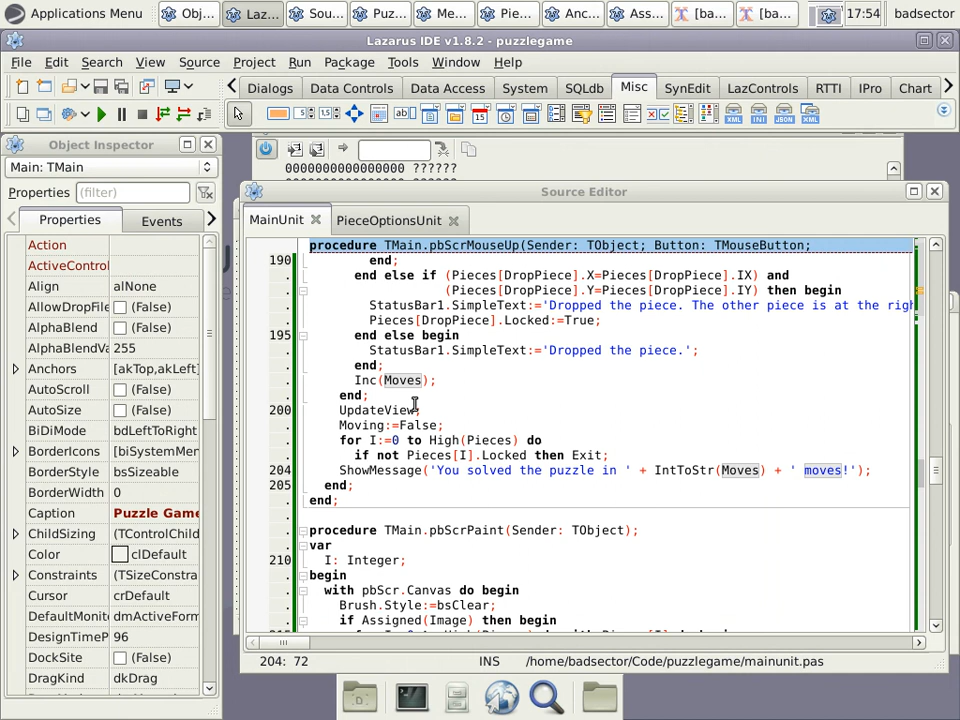 Applications Menu Obj... Laz... Sou... Puz... Me... Pie... Anc... Ass... [ba... [ba... 17:54 badsector
Lazarus IDE v1.8.2 - puzzlegame
File Edit Search View Source Project Run Package Tools Window Help
Dialogs Data Controls Data Access System SQLdb Misc SynEdit LazControls RTTI IPro Chart
Object Inspector
Main: TMain
Properties (filter)
Properties Events
Action
ActiveControl
Align alNone
AllowDropFile (False)
AlphaBlend (False)
AlphaBlendVa 255
Anchors [akTop,akLeft]
AutoScroll (False)
AutoSize (False)
BiDiMode bdLeftToRight
BorderIcons [biSystemMen
BorderStyle bsSizeable
BorderWidth 0
Caption Puzzle Game
ChildSizing (TControlChild
Color clDefault
Constraints (TSizeConstra
Cursor crDefault
DefaultMonit dmActiveForm
DesignTimeP 96
DockSite (False)
DragKind dkDrag
0000000000000000 ??????
Source Editor
MainUnit PieceOptionsUnit
procedure TMain.pbScrMouseUp(Sender: TObject; Button: TMouseButton;
190 end;
. end else if (Pieces[DropPiece].X=Pieces[DropPiece].IX) and
. (Pieces[DropPiece].Y=Pieces[DropPiece].IY) then begin
. StatusBar1.SimpleText:='Dropped the piece. The other piece is at the righ
. Pieces[DropPiece].Locked:=True;
195 end else begin
. StatusBar1.SimpleText:='Dropped the piece.';
. end;
. Inc(Moves);
. end;
200 UpdateView;
. Moving:=False;
. for I:=0 to High(Pieces) do
. if not Pieces[I].Locked then Exit;
204 ShowMessage('You solved the puzzle in ' + IntToStr(Moves) + ' moves!');
205 end;
. end;
. procedure TMain.pbScrPaint(Sender: TObject);
. var
210 I: Integer;
. begin
. with pbScr.Canvas do begin
. Brush.Style:=bsClear;
. if Assigned(Image) then begin
204: 72 INS /home/badsector/Code/puzzlegame/mainunit.pas